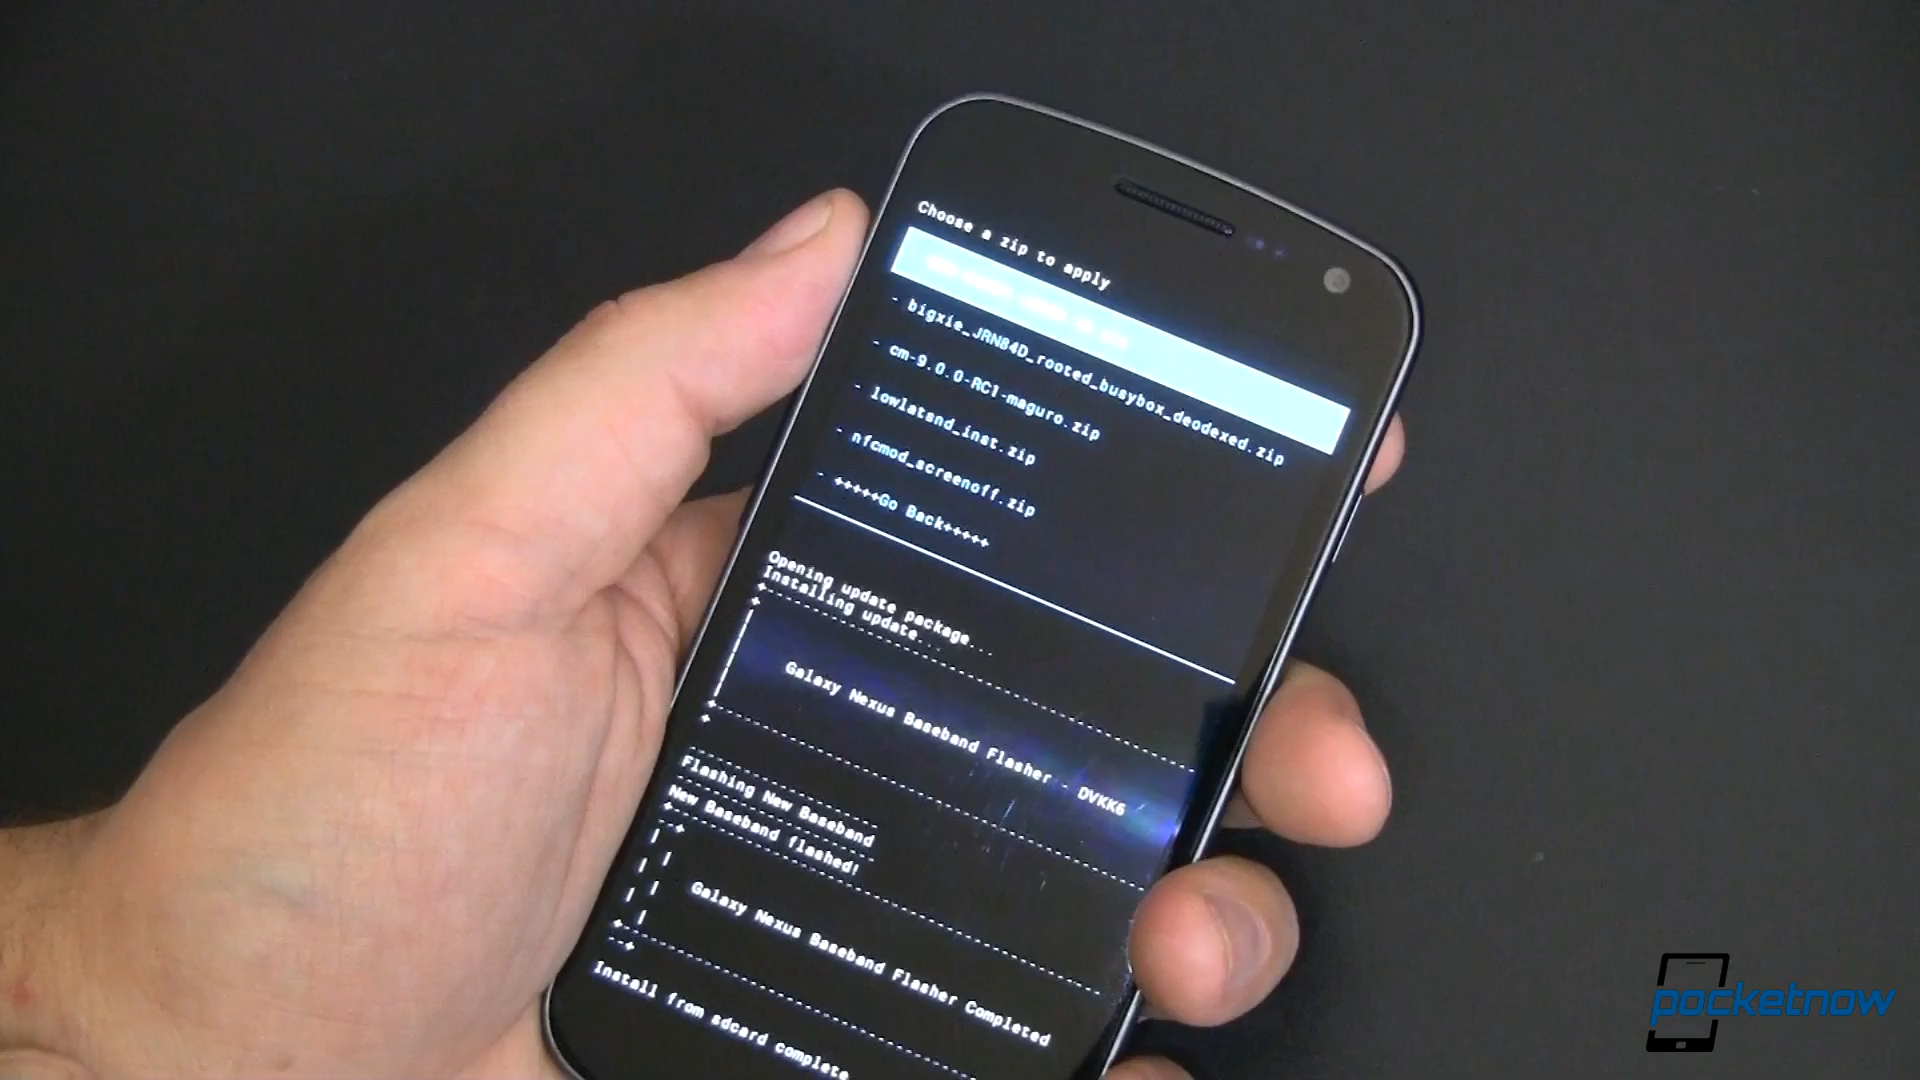 Choose a zip to apply
- bigxie_JRN84D_rooted_busybox_deodexed.zip
- cm-9.0.0-RC1-maguro.zip
- lowlatsnd_inst.zip
- nfcmod_screenoff.zip
- +++++Go Back+++++
Opening update package...
Installing update...
Galaxy Nexus Baseband Flasher - DVKK6
Flashing New Baseband
New Baseband flashed!
Galaxy Nexus Baseband Flasher Completed
Install from sdcard complete
pocketnow